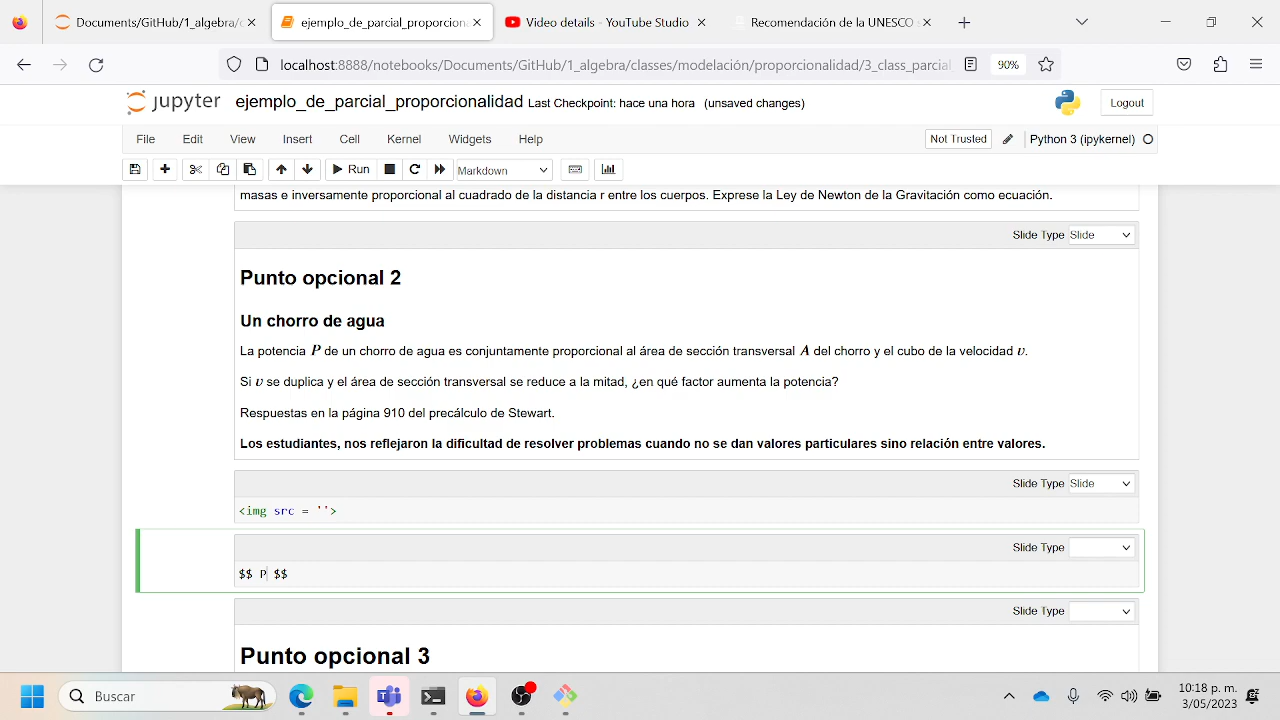 Documents/GitHub/1_algebra/c
ejemplo_de_parcial_proporcion
Video details - YouTube Studio
Recomendación de la UNESCO
localhost:8888/notebooks/Documents/GitHub/1_algebra/classes/modelación/proporcionalidad/3_class_parcial_
90%
jupyter ejemplo_de_parcial_proporcionalidad Last Checkpoint: hace una hora (unsaved changes)
Logout
File Edit View Insert Cell Kernel Widgets Help
Not Trusted
Python 3 (ipykernel)
Run
Markdown
masas e inversamente proporcional al cuadrado de la distancia r entre los cuerpos. Exprese la Ley de Newton de la Gravitación como ecuación.
Slide Type Slide
Punto opcional 2
Un chorro de agua
La potencia P de un chorro de agua es conjuntamente proporcional al área de sección transversal A del chorro y el cubo de la velocidad v.
Si v se duplica y el área de sección transversal se reduce a la mitad, ¿en qué factor aumenta la potencia?
Respuestas en la página 910 del precálculo de Stewart.
Los estudiantes, nos reflejaron la dificultad de resolver problemas cuando no se dan valores particulares sino relación entre valores.
Slide Type Slide
<img src = ''>
Slide Type
$$ P $$
Slide Type
Punto opcional 3
Buscar
10:18 p. m.
3/05/2023